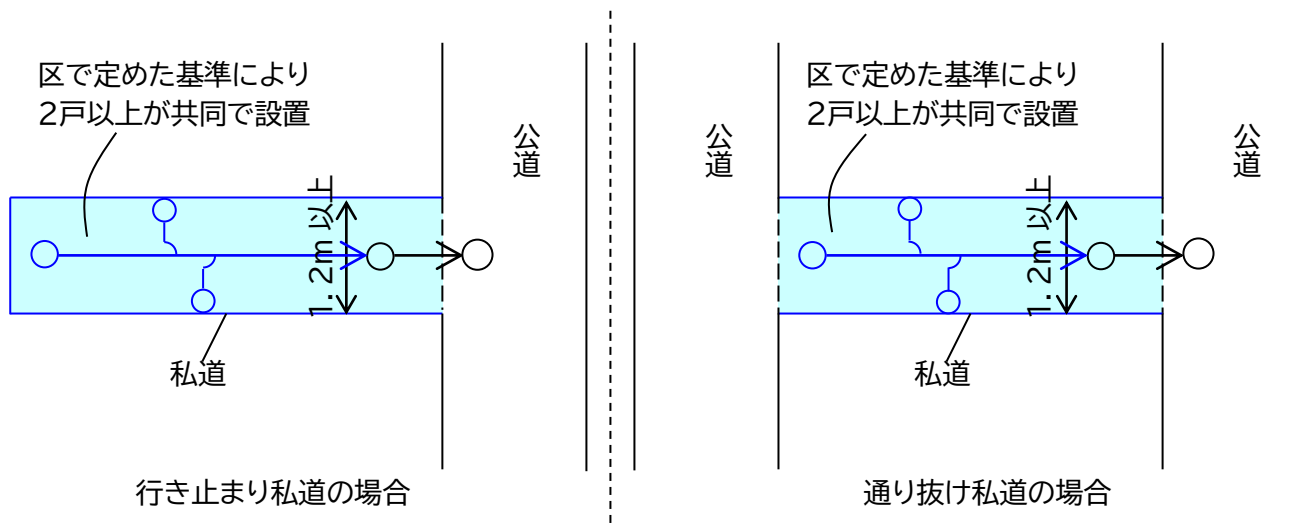 区で定めた基準により
2戸以上が共同で設置
公道
1.2m 以上
私道
行き止まり私道の場合
公道
区で定めた基準により
2戸以上が共同で設置
公道
1.2m 以上
私道
通り抜け私道の場合